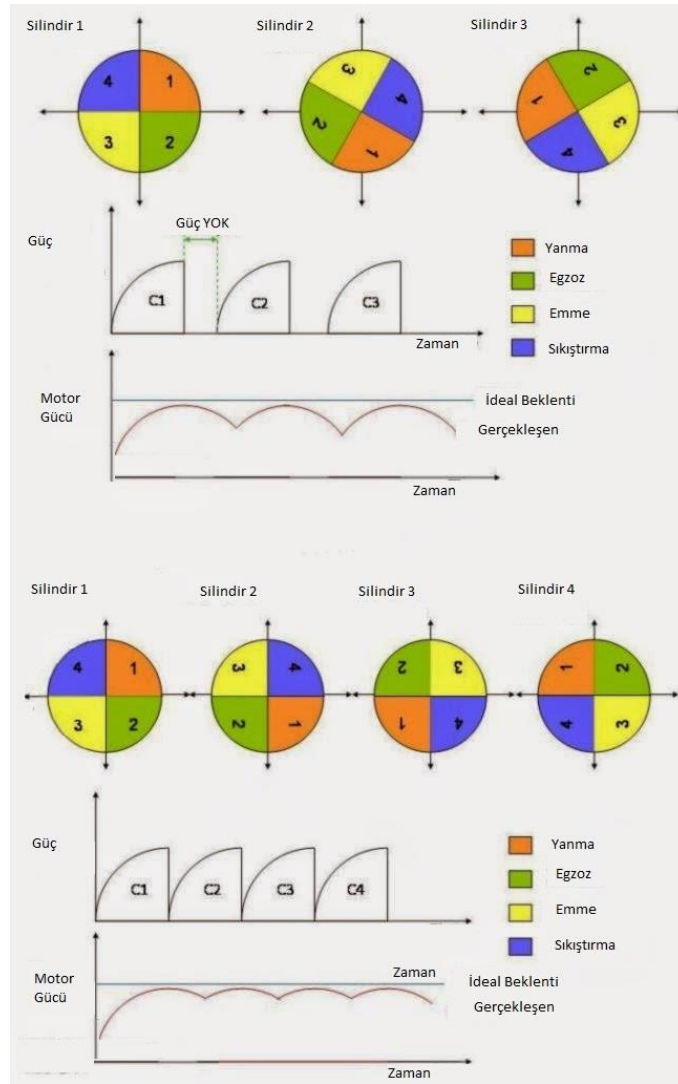 Silindir 1
Silindir 2
Silindir 3
4
1
3
2
3
4
2
1
2
1
3
4
Güç YOK
Güç
C1
C2
C3
Zaman
Yanma
Egzoz
Emme
Sıkıştırma
Motor
Gücü
İdeal Beklenti
Gerçekleşen
Zaman
Silindir 1
Silindir 2
Silindir 3
Silindir 4
4
1
3
2
3
4
2
1
2
3
1
4
1
2
4
3
Güç
C1
C2
C3
C4
Yanma
Egzoz
Emme
Sıkıştırma
Motor
Gücü
Zaman
İdeal Beklenti
Gerçekleşen
Zaman